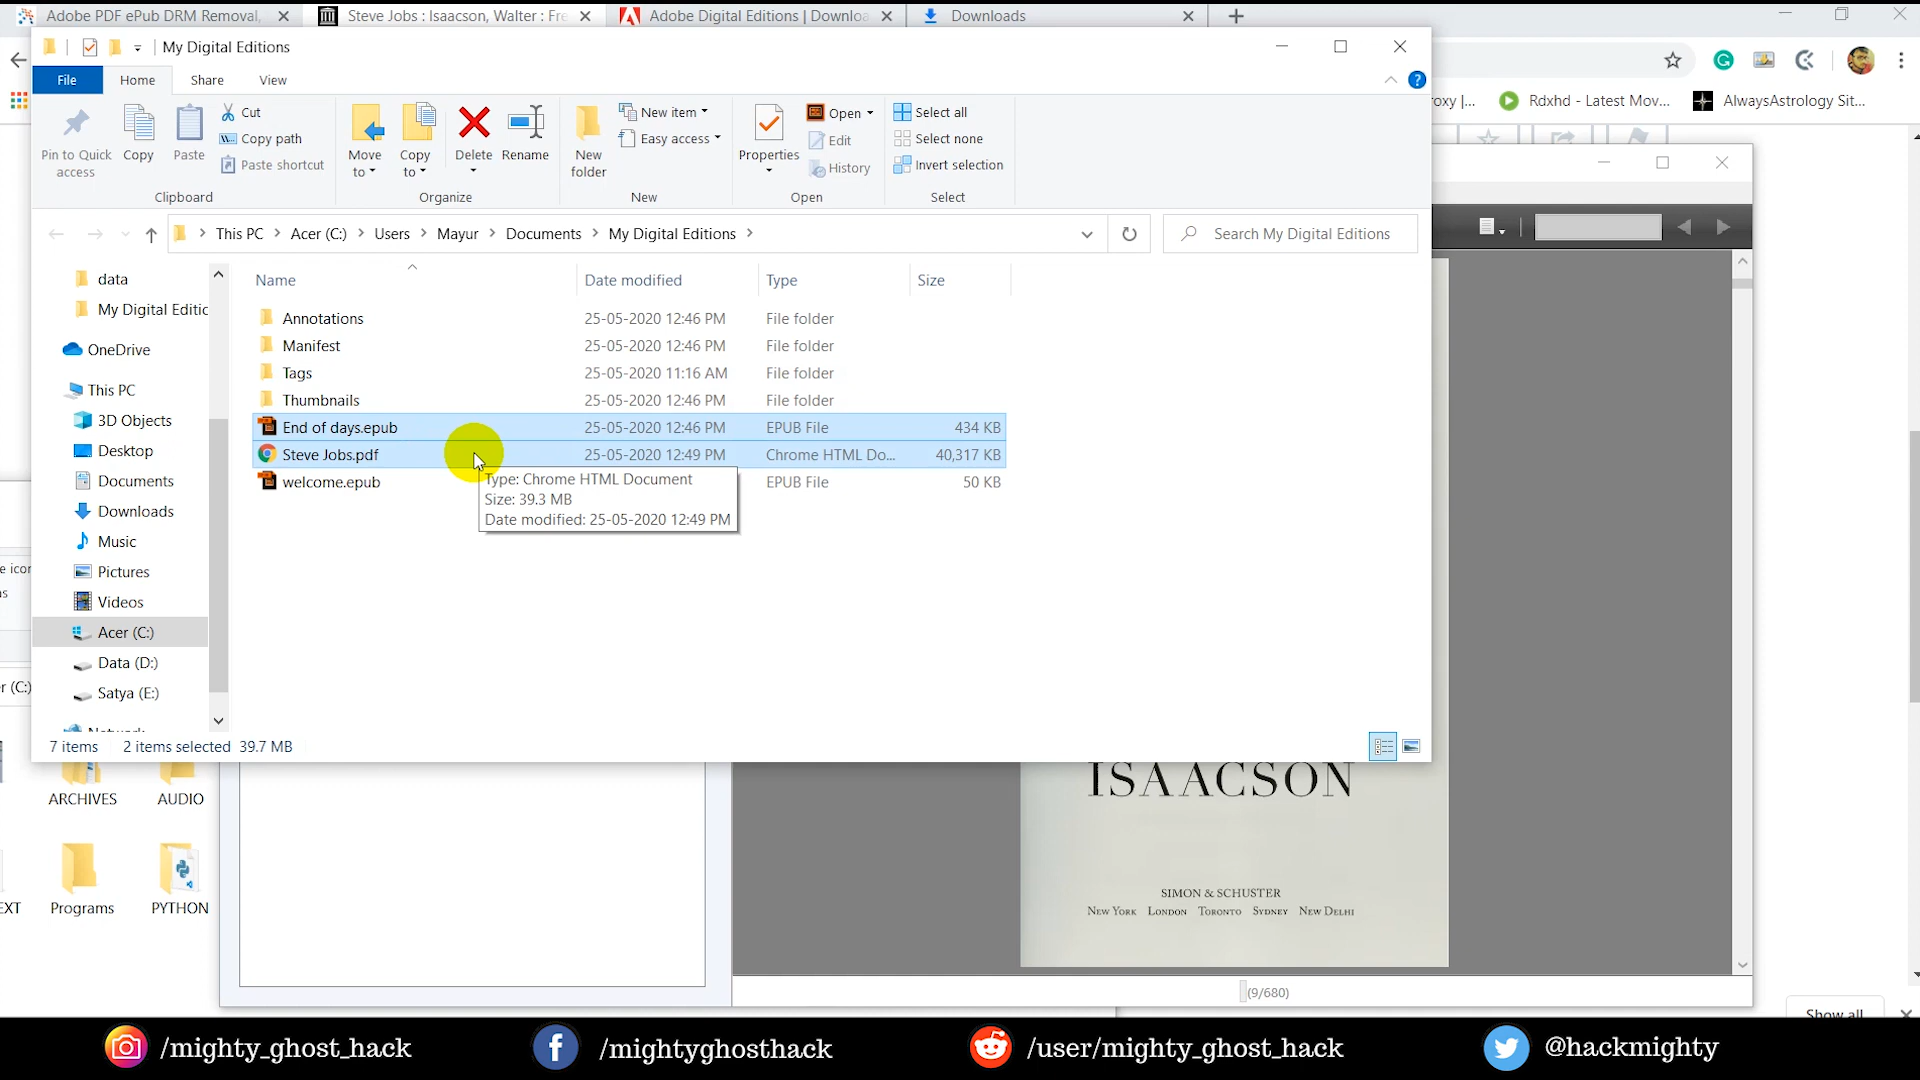 Adobe PDF ePub DRM Removal,
Steve Jobs : Isaacson, Walter : Fre
Adobe Digital Editions | Downloa
Downloads
My Digital Editions
File
Home
Share
View
Pin to Quick access
Copy
Paste
Cut
Copy path
Paste shortcut
Clipboard
Move to
Copy to
Delete
Rename
Organize
New folder
New item
Easy access
New
Properties
Open
Edit
History
Open
Select all
Select none
Invert selection
Select
oxy |...
Rdxhd - Latest Mov...
AlwaysAstrology Sit...
This PC > Acer (C:) > Users > Mayur > Documents > My Digital Editions >
Search My Digital Editions
data
My Digital Editic
OneDrive
This PC
3D Objects
Desktop
Documents
Downloads
Music
Pictures
Videos
Acer (C:)
Data (D:)
Satya (E:)
Name Date modified Type Size
Annotations 25-05-2020 12:46 PM File folder
Manifest 25-05-2020 12:46 PM File folder
Tags 25-05-2020 11:16 AM File folder
Thumbnails 25-05-2020 12:46 PM File folder
End of days.epub 25-05-2020 12:46 PM EPUB File 434 KB
Steve Jobs.pdf 25-05-2020 12:49 PM Chrome HTML Do... 40,317 KB
welcome.epub EPUB File 50 KB
Type: Chrome HTML Document
Size: 39.3 MB
Date modified: 25-05-2020 12:49 PM
7 items 2 items selected 39.7 MB
e icor
r (C:)
ARCHIVES
AUDIO
EXT
Programs
PYTHON
ISAACSON
SIMON & SCHUSTER
NEW YORK LONDON TORONTO SYDNEY NEW DELHI
(9/680)
Show all
/mighty_ghost_hack
/mightyghosthack
/user/mighty_ghost_hack
@hackmighty